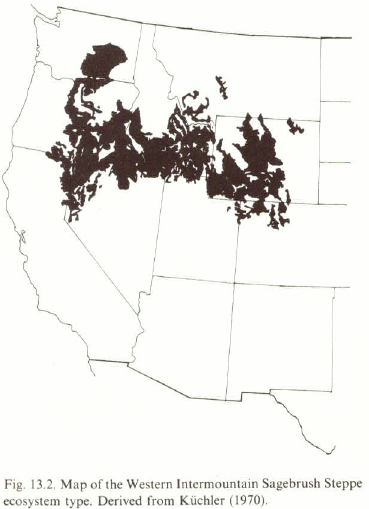 Fig. 13.2. Map of the Western Intermountain Sagebrush Steppe
ecosystem type. Derived from Küchler (1970).